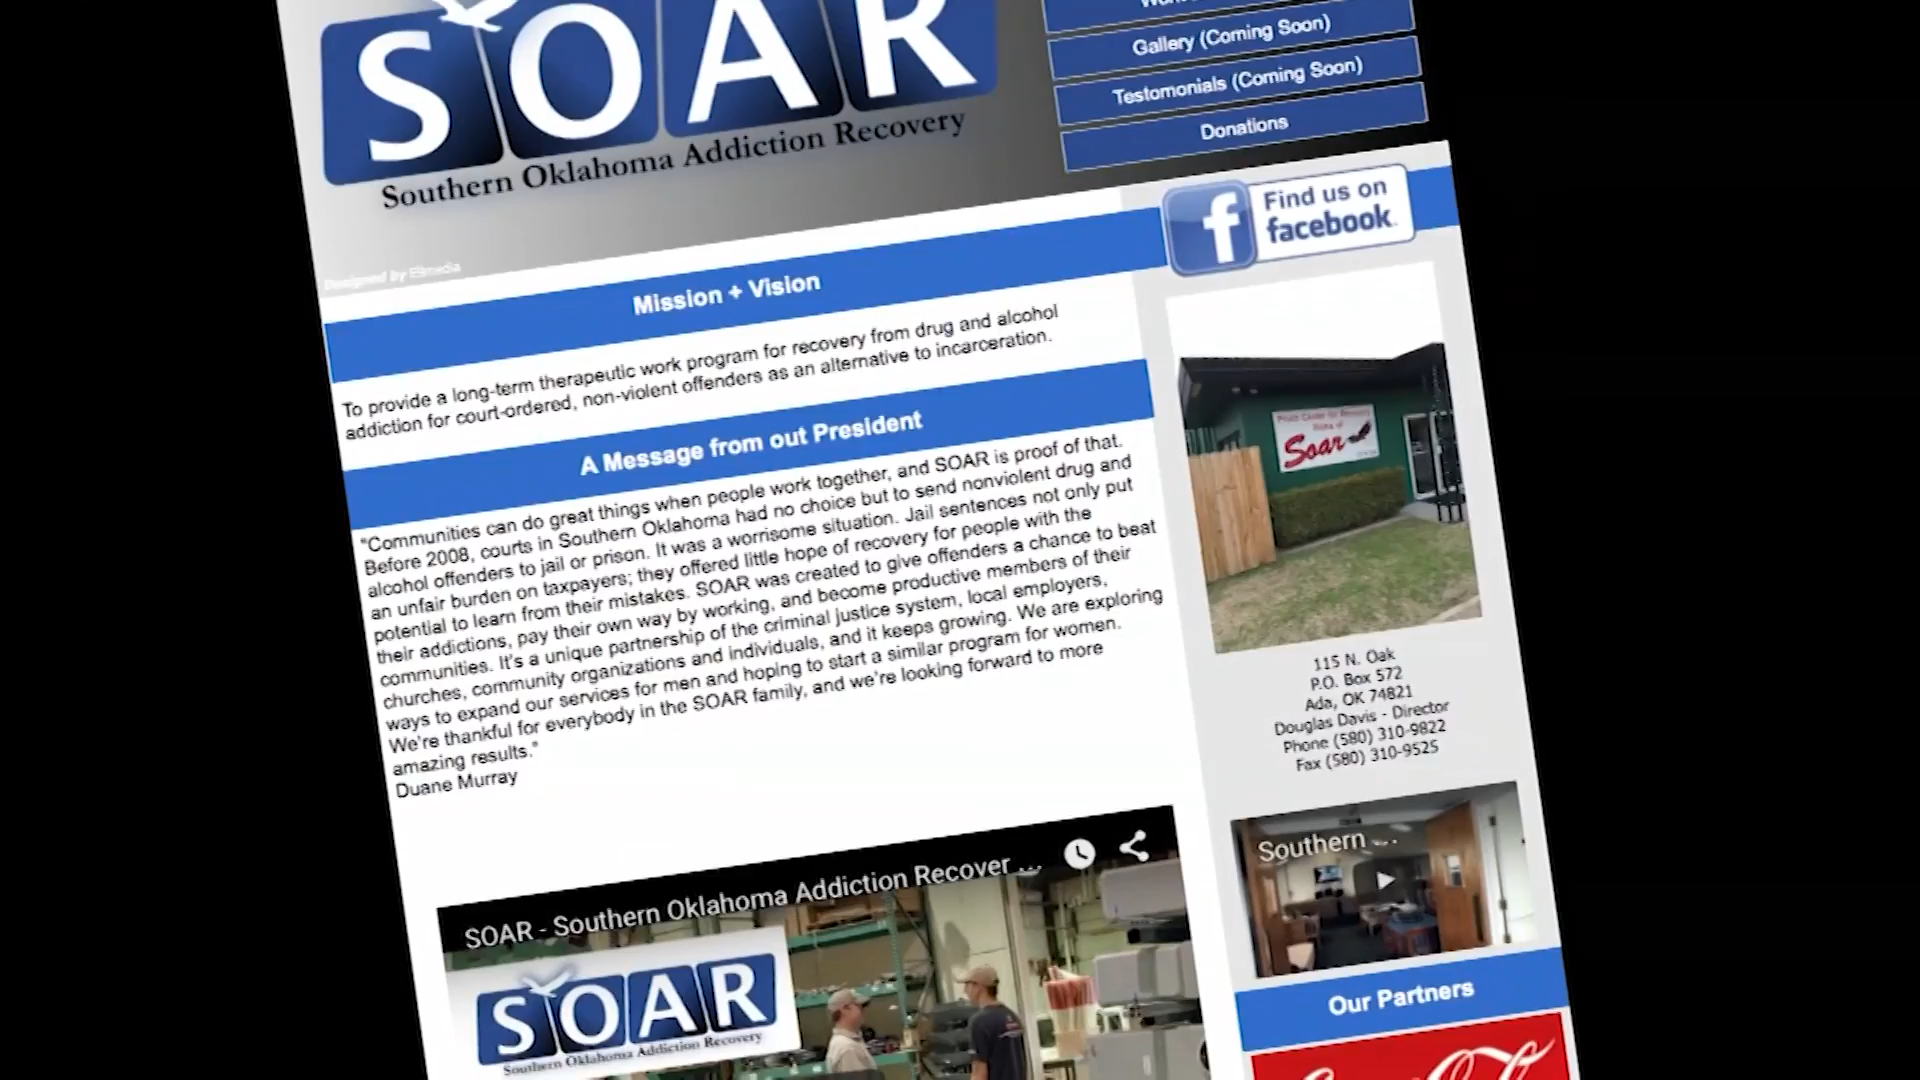 SOAR
Southern Oklahoma Addiction Recovery
Gallery (Coming Soon)
Testomonials (Coming Soon)
Donations
Designed by
Find us on
facebook
Mission + Vision
To provide a long-term therapeutic work program for recovery from drug and alcohol
addiction for court-ordered, non-violent offenders as an alternative to incarceration.
A Message from out President
"Communities can do great things when people work together, and SOAR is proof of that.
Before 2008, courts in Southern Oklahoma had no choice but to send nonviolent drug and
alcohol offenders to jail or prison. It was a worrisome situation. Jail sentences not only put
an unfair burden on taxpayers; they offered little hope of recovery for people with the
potential to learn from their mistakes. SOAR was created to give offenders a chance to beat
their addictions, pay their own way by working, and become productive members of their
communities. It's a unique partnership of the criminal justice system, local employers,
churches, community organizations and individuals, and it keeps growing. We are exploring
ways to expand our services for men and hoping to start a similar program for women.
We're thankful for everybody in the SOAR family, and we're looking forward to more
amazing results."
Duane Murray
Soar
115 N. Oak
P.O. Box 572
Ada, OK 74821
Douglas Davis - Director
Phone (580) 310-9822
Fax (580) 310-9525
Southern ...
SOAR - Southern Oklahoma Addiction Recover ...
SOAR
Southern Oklahoma Addiction Recovery
Our Partners